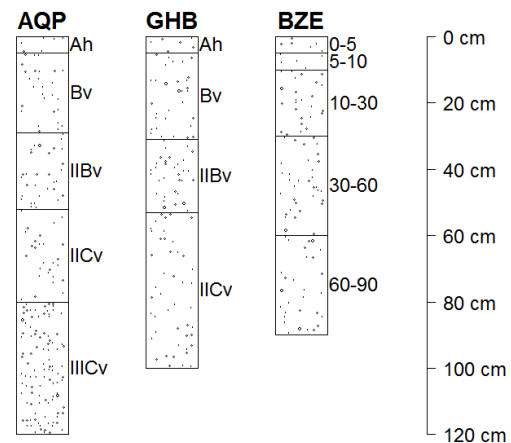 AQP GHB BZE
Ah Ah 0-5 0 cm
5-10
Bv Bv 10-30 20 cm
IIBv IIBv 30-60 40 cm
IICv IICv 60-90 60 cm
80 cm
IIICv 100 cm
120 cm